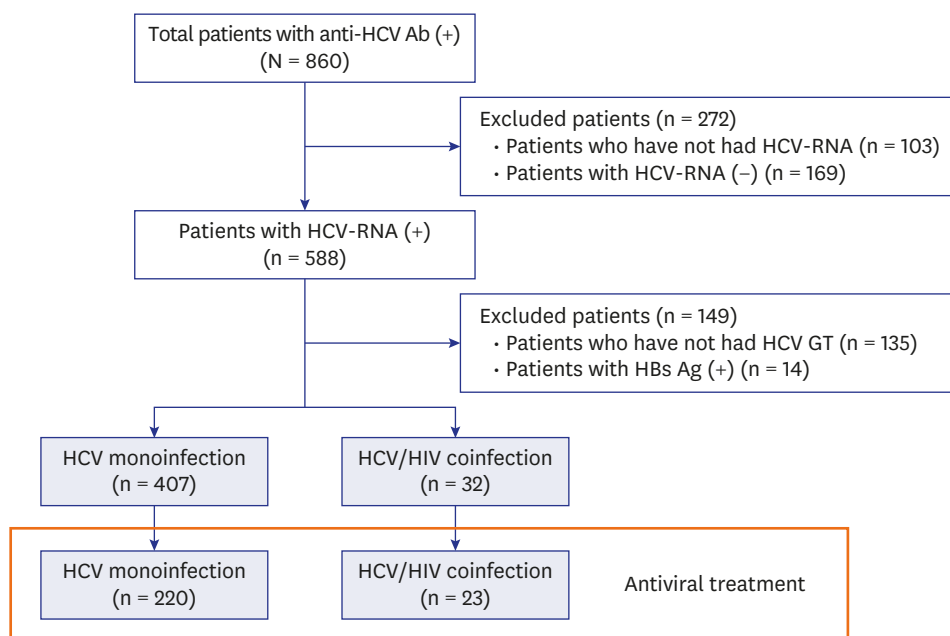 Total patients with anti-HCV Ab (+)
(N = 860)
Excluded patients (n = 272)
• Patients who have not had HCV-RNA (n = 103)
• Patients with HCV-RNA (−) (n = 169)
Patients with HCV-RNA (+)
(n = 588)
Excluded patients (n = 149)
• Patients who have not had HCV GT (n = 135)
• Patients with HBs Ag (+) (n = 14)
HCV monoinfection
(n = 407)
HCV/HIV coinfection
(n = 32)
HCV monoinfection
(n = 220)
HCV/HIV coinfection
(n = 23)
Antiviral treatment